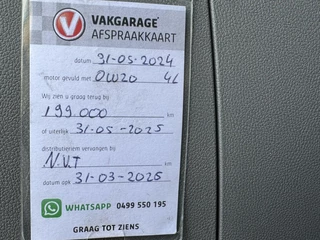 VAKGARAGE
AFSPRAAKKAART
datum 31-05-2024
motor gevuld met 0W20 4L
Wij zien u graag terug bij
199.000 km
of uiterlijk 31-05-2025
distributieriem vervangen bij
N.V.T km
datum apk 31-03-2025
WHATSAPP 0499 550 195
GRAAG TOT ZIENS